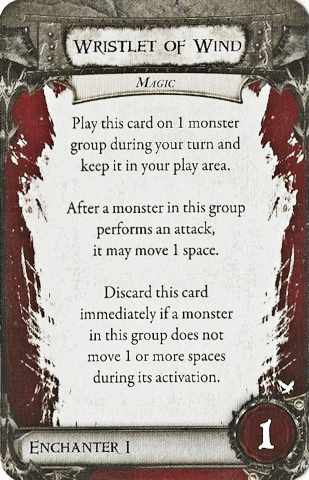 Wristlet of Wind
Magic
Play this card on 1 monster
group during your turn and
keep it in your play area.
After a monster in this group
performs an attack,
it may move 1 space.
Discard this card
immediately if a monster
in this group does not
move 1 or more spaces
during its activation.
1
Enchanter I